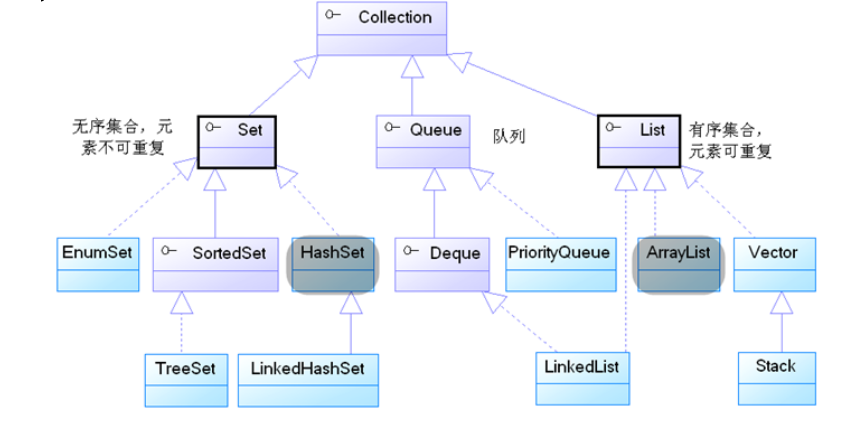 Collection
无序集合，元
素不可重复
Set
Queue
队列
List
有序集合，
元素可重复
EnumSet
SortedSet
HashSet
Deque
PriorityQueue
ArrayList
Vector
TreeSet
LinkedHashSet
LinkedList
Stack